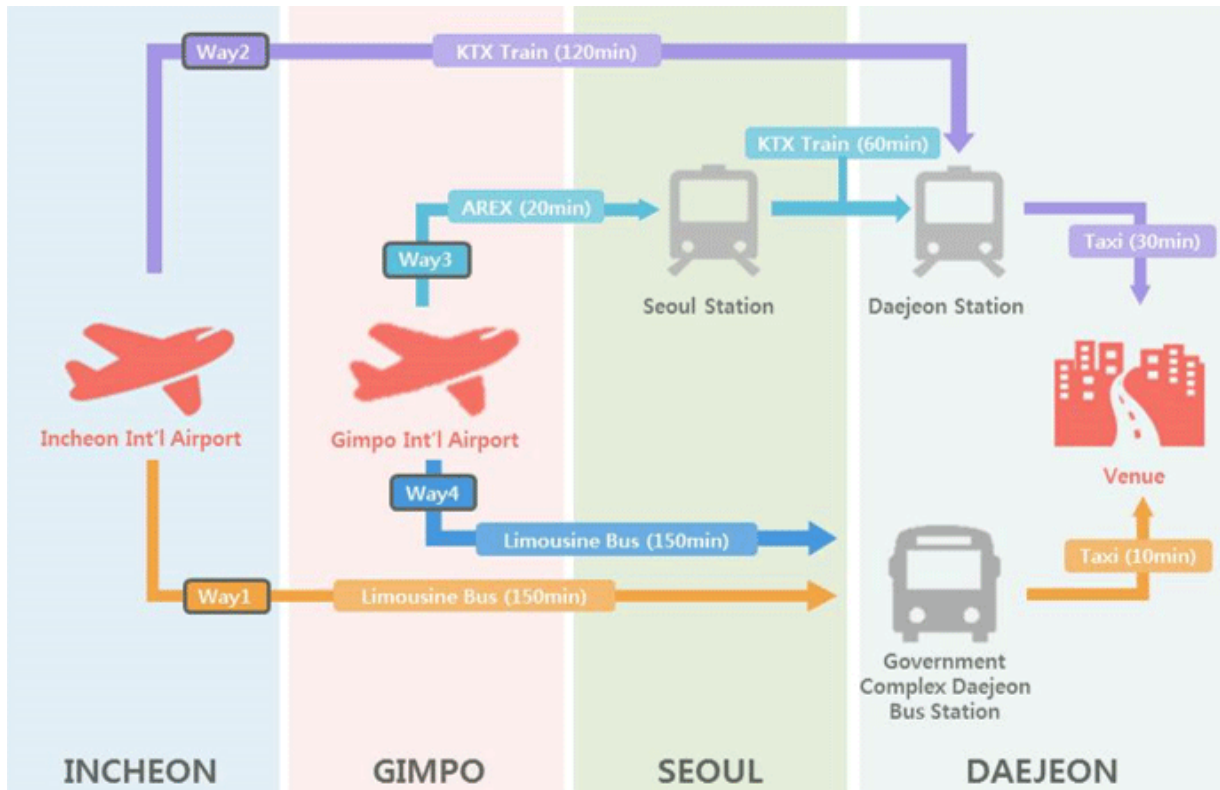 Way2
KTX Train (120min)
KTX Train (60min)
AREX (20min)
Way3
Taxi (30min)
Seoul Station
Daejeon Station
Incheon Int'l Airport
Gimpo Int'l Airport
Venue
Way4
Limousine Bus (150min)
Taxi (10min)
Way1
Limousine Bus (150min)
Government
Complex Daejeon
Bus Station
INCHEON
GIMPO
SEOUL
DAEJEON